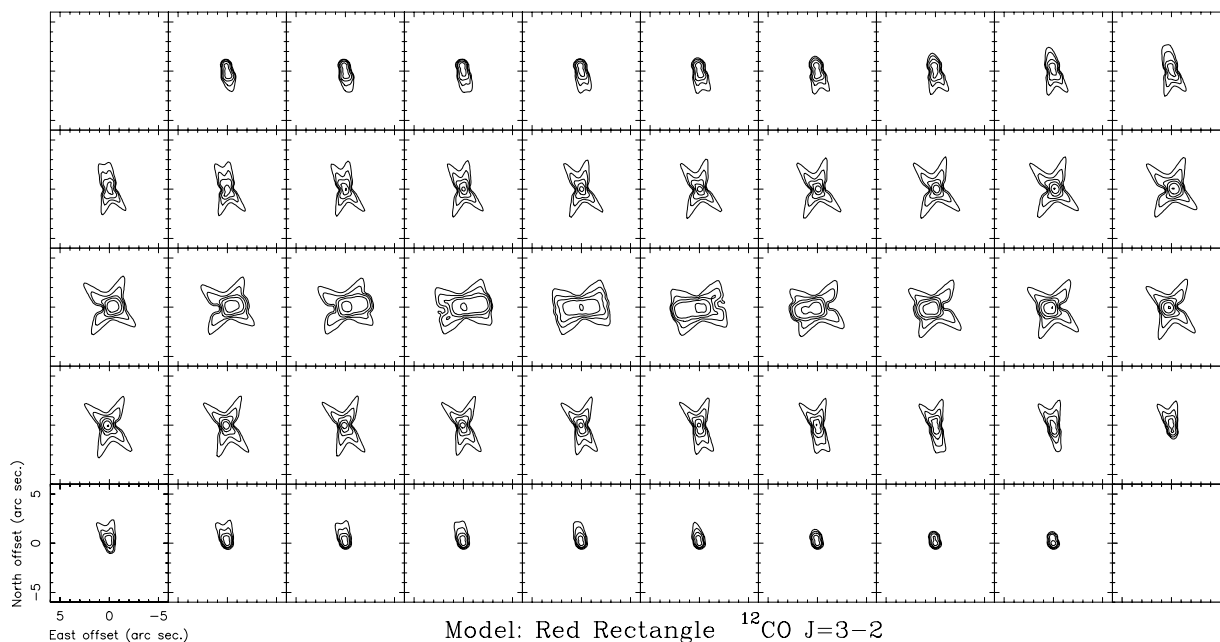 North offset (arc sec.)
5
0
−5
5 0 −5
East offset (arc sec.)
Model: Red Rectangle ¹²CO J=3−2